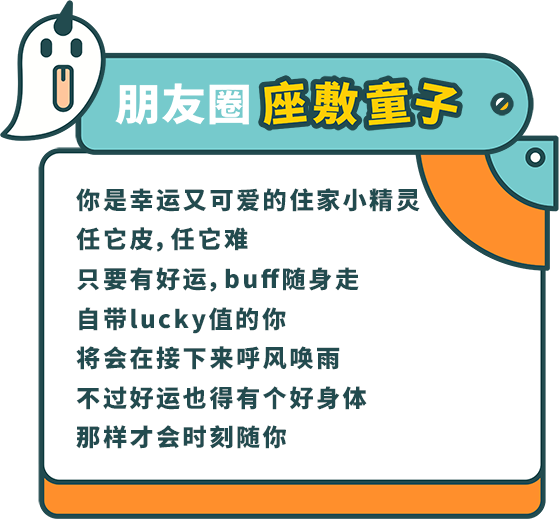 朋友圈 座敷童子
你是幸运又可爱的住家小精灵
任它皮，任它难
只要有好运，buff随身走
自带lucky值的你
将会在接下来呼风唤雨
不过好运也得有个好身体
那样才会时刻随你